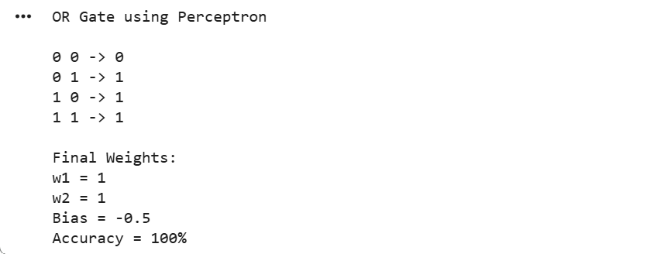 ••• OR Gate using Perceptron
0 0 -> 0
0 1 -> 1
1 0 -> 1
1 1 -> 1
Final Weights:
w1 = 1
w2 = 1
Bias = -0.5
Accuracy = 100%